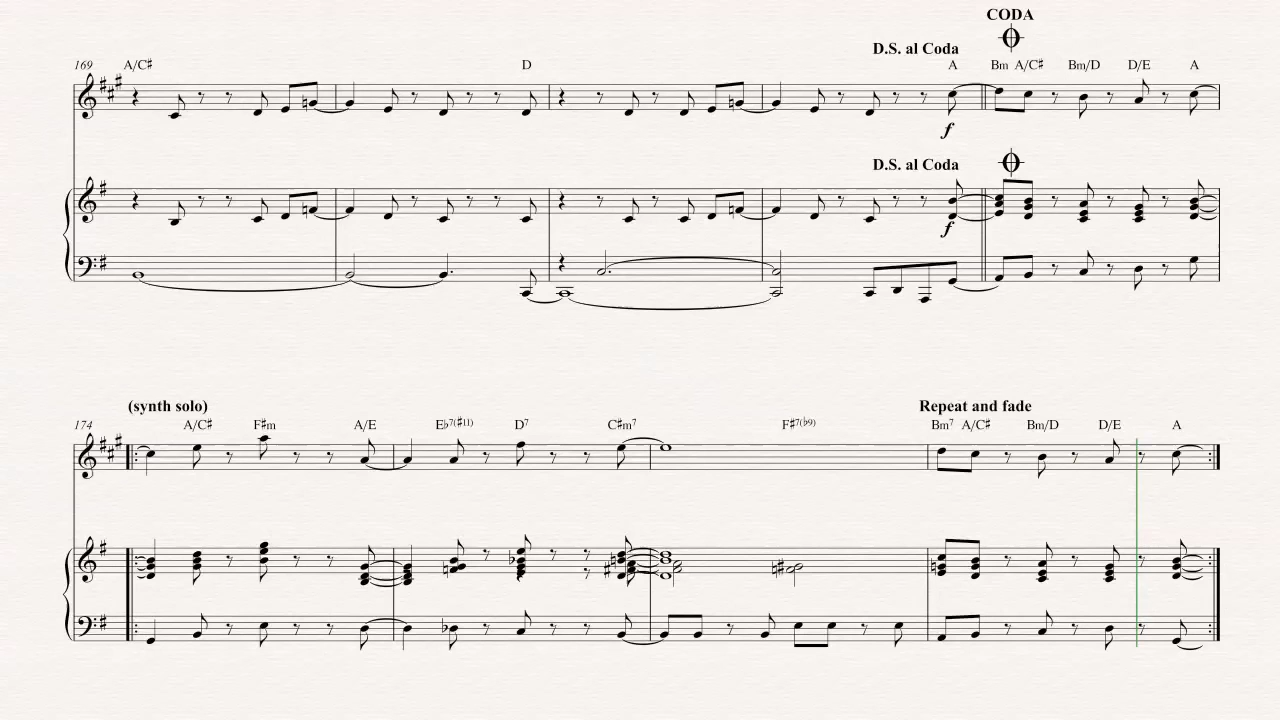 CODA
D.S. al Coda
169 A/C♯ D A Bm A/C♯ Bm/D D/E A
f
D.S. al Coda
f
(synth solo) Repeat and fade
174 A/C♯ F♯m A/E E♭7(♯11) D7 C♯m7 F♯7(♭9) Bm7 A/C♯ Bm/D D/E A